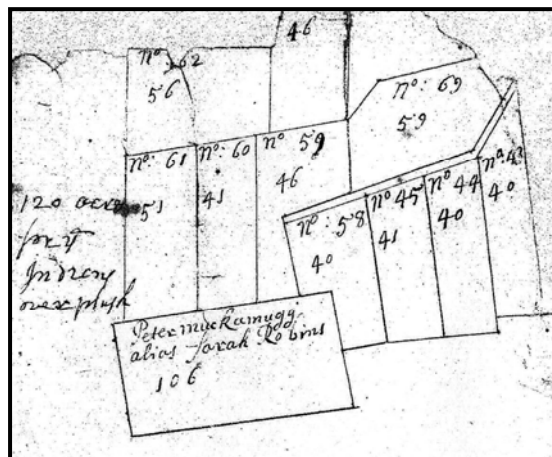 46
No 62
56
No: 69
59
No: 61
51
No: 60
41
no 59
46
No: 58
40
No 45
41
No 44
40
No 43
40
120 acre
for ye
Indians
overplush
Peter muckamugg
alias Sarah Robins
106